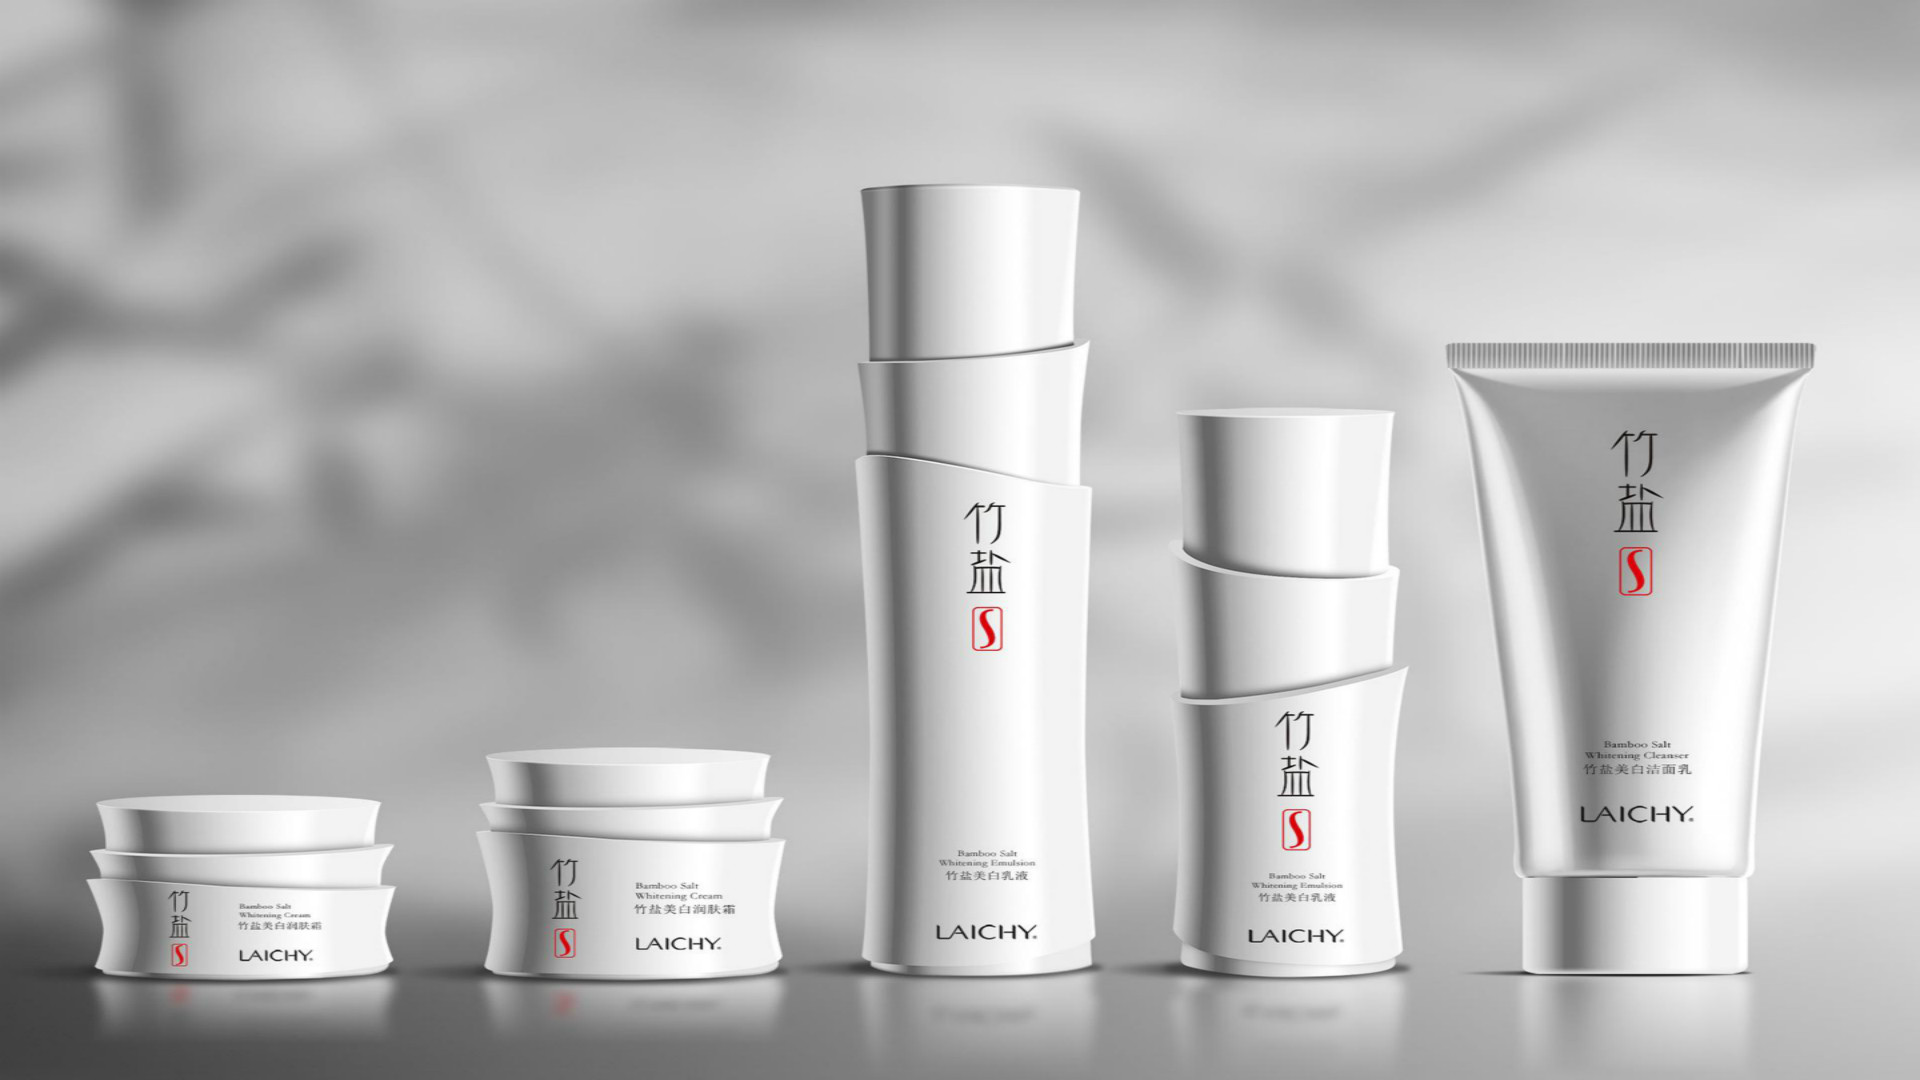 竹盐
S
Bamboo Salt
Whitening Cream
竹盐美白润肤霜
LAICHY.
竹盐
S
Bamboo Salt
Whitening Cream
竹盐美白润肤霜
LAICHY.
竹盐
S
Bamboo Salt
Whitening Emulsion
竹盐美白乳液
LAICHY.
竹盐
S
Bamboo Salt
Whitening Emulsion
竹盐美白乳液
LAICHY.
竹盐
S
Bamboo Salt
Whitening Cleanser
竹盐美白洁面乳
LAICHY.